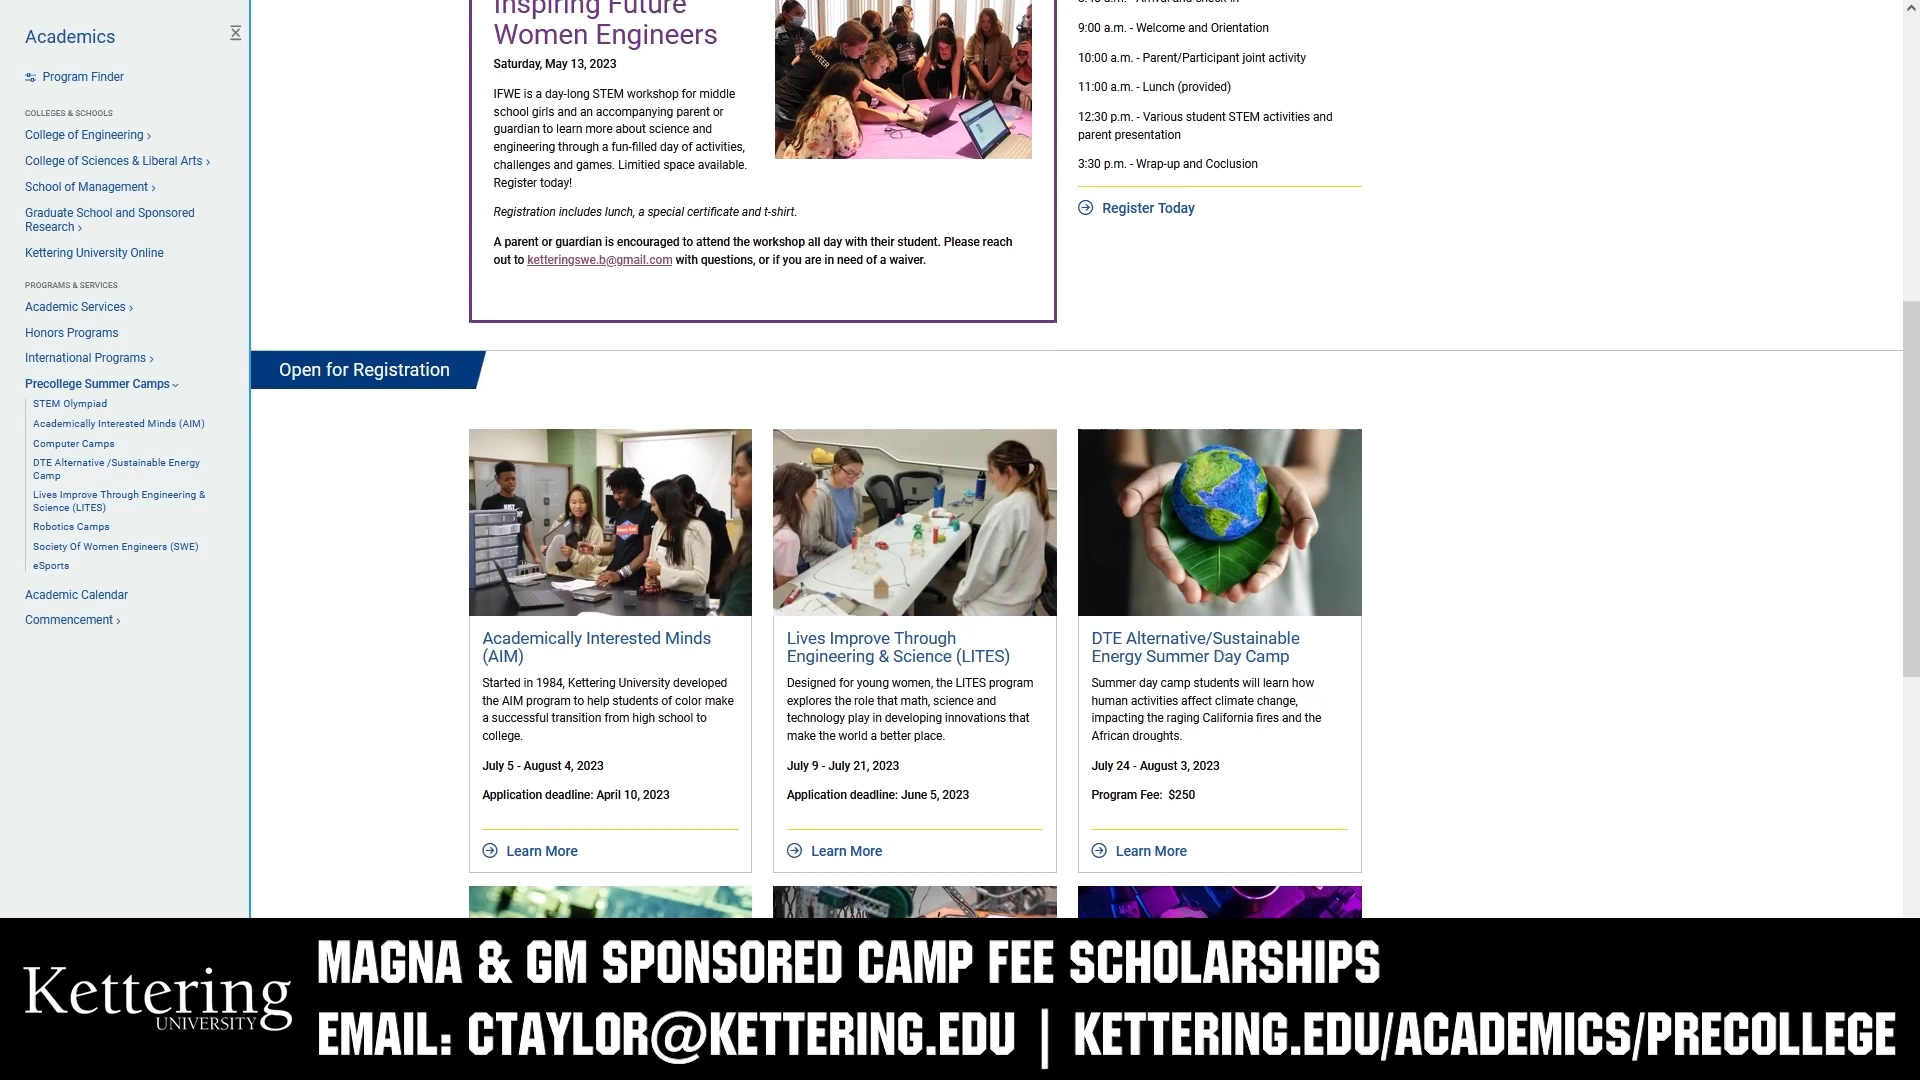 Academics
Program Finder
COLLEGES & SCHOOLS
College of Engineering
College of Sciences & Liberal Arts
School of Management
Graduate School and Sponsored
Research
Kettering University Online
PROGRAMS & SERVICES
Academic Services
Honors Programs
International Programs
Precollege Summer Camps
STEM Olympiad
Academically Interested Minds (AIM)
Computer Camps
DTE Alternative /Sustainable Energy
Camp
Lives Improve Through Engineering &
Science (LITES)
Robotics Camps
Society Of Women Engineers (SWE)
eSports
Academic Calendar
Commencement
Inspiring Future
Women Engineers
Saturday, May 13, 2023
IFWE is a day-long STEM workshop for middle
school girls and an accompanying parent or
guardian to learn more about science and
engineering through a fun-filled day of activities,
challenges and games. Limitied space available.
Register today!
Registration includes lunch, a special certificate and t-shirt.
A parent or guardian is encouraged to attend the workshop all day with their student. Please reach
out to ketteringswe.b@gmail.com with questions, or if you are in need of a waiver.
9:00 a.m. - Welcome and Orientation
10:00 a.m. - Parent/Participant joint activity
11:00 a.m. - Lunch (provided)
12:30 p.m. - Various student STEM activities and
parent presentation
3:30 p.m. - Wrap-up and Coclusion
Register Today
Open for Registration
Academically Interested Minds
(AIM)
Started in 1984, Kettering University developed
the AIM program to help students of color make
a successful transition from high school to
college.
July 5 - August 4, 2023
Application deadline: April 10, 2023
Learn More
Lives Improve Through
Engineering & Science (LITES)
Designed for young women, the LITES program
explores the role that math, science and
technology play in developing innovations that
make the world a better place.
July 9 - July 21, 2023
Application deadline: June 5, 2023
Learn More
DTE Alternative/Sustainable
Energy Summer Day Camp
Summer day camp students will learn how
human activities affect climate change,
impacting the raging California fires and the
African droughts.
July 24 - August 3, 2023
Program Fee: $250
Learn More
Kettering
UNIVERSITY
MAGNA & GM SPONSORED CAMP FEE SCHOLARSHIPS
EMAIL: CTAYLOR@KETTERING.EDU | KETTERING.EDU/ACADEMICS/PRECOLLEGE